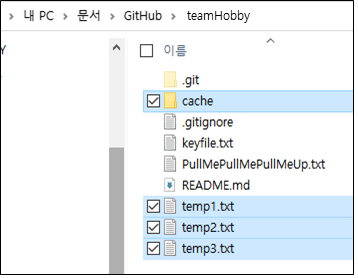 내 PC > 문서 > GitHub > teamHobby
이름
.git
cache
.gitignore
keyfile.txt
PullMePullMePullMeUp.txt
README.md
temp1.txt
temp2.txt
temp3.txt